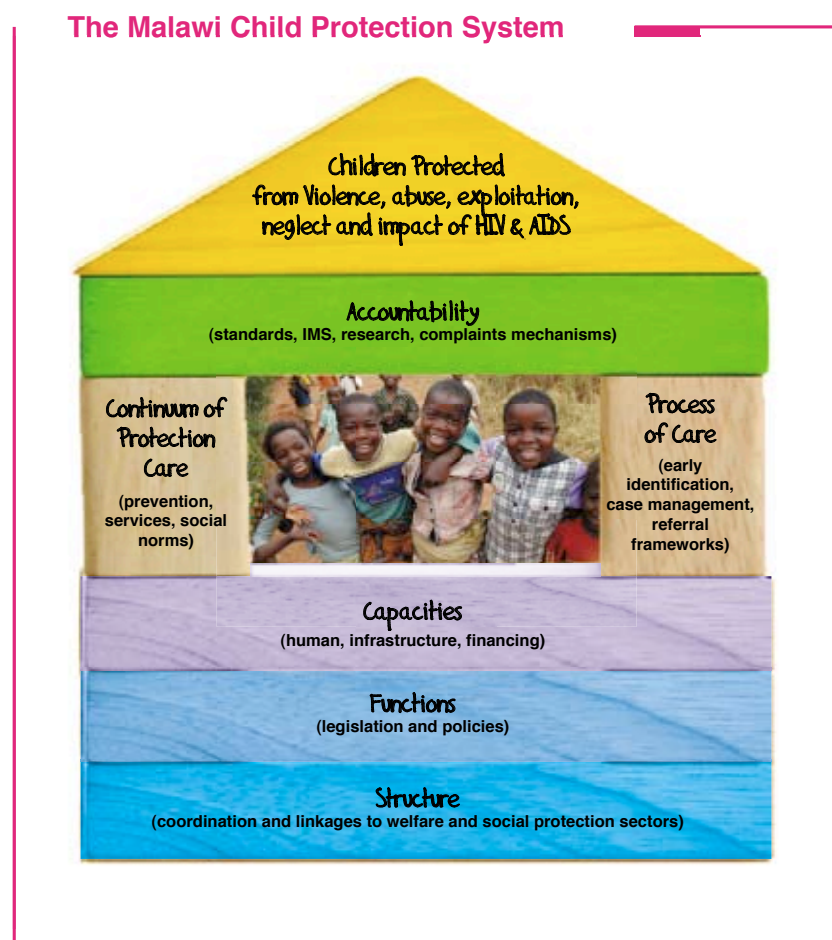 The Malawi Child Protection System
Children Protected
from Violence, abuse, exploitation,
neglect and impact of HIV & AIDS
Accountability
(standards, IMS, research, complaints mechanisms)
Continuum of
Protection
Care
(prevention,
services, social
norms)
Process
of Care
(early
identification,
case management,
referral
frameworks)
Capacities
(human, infrastructure, financing)
Functions
(legislation and policies)
Structure
(coordination and linkages to welfare and social protection sectors)